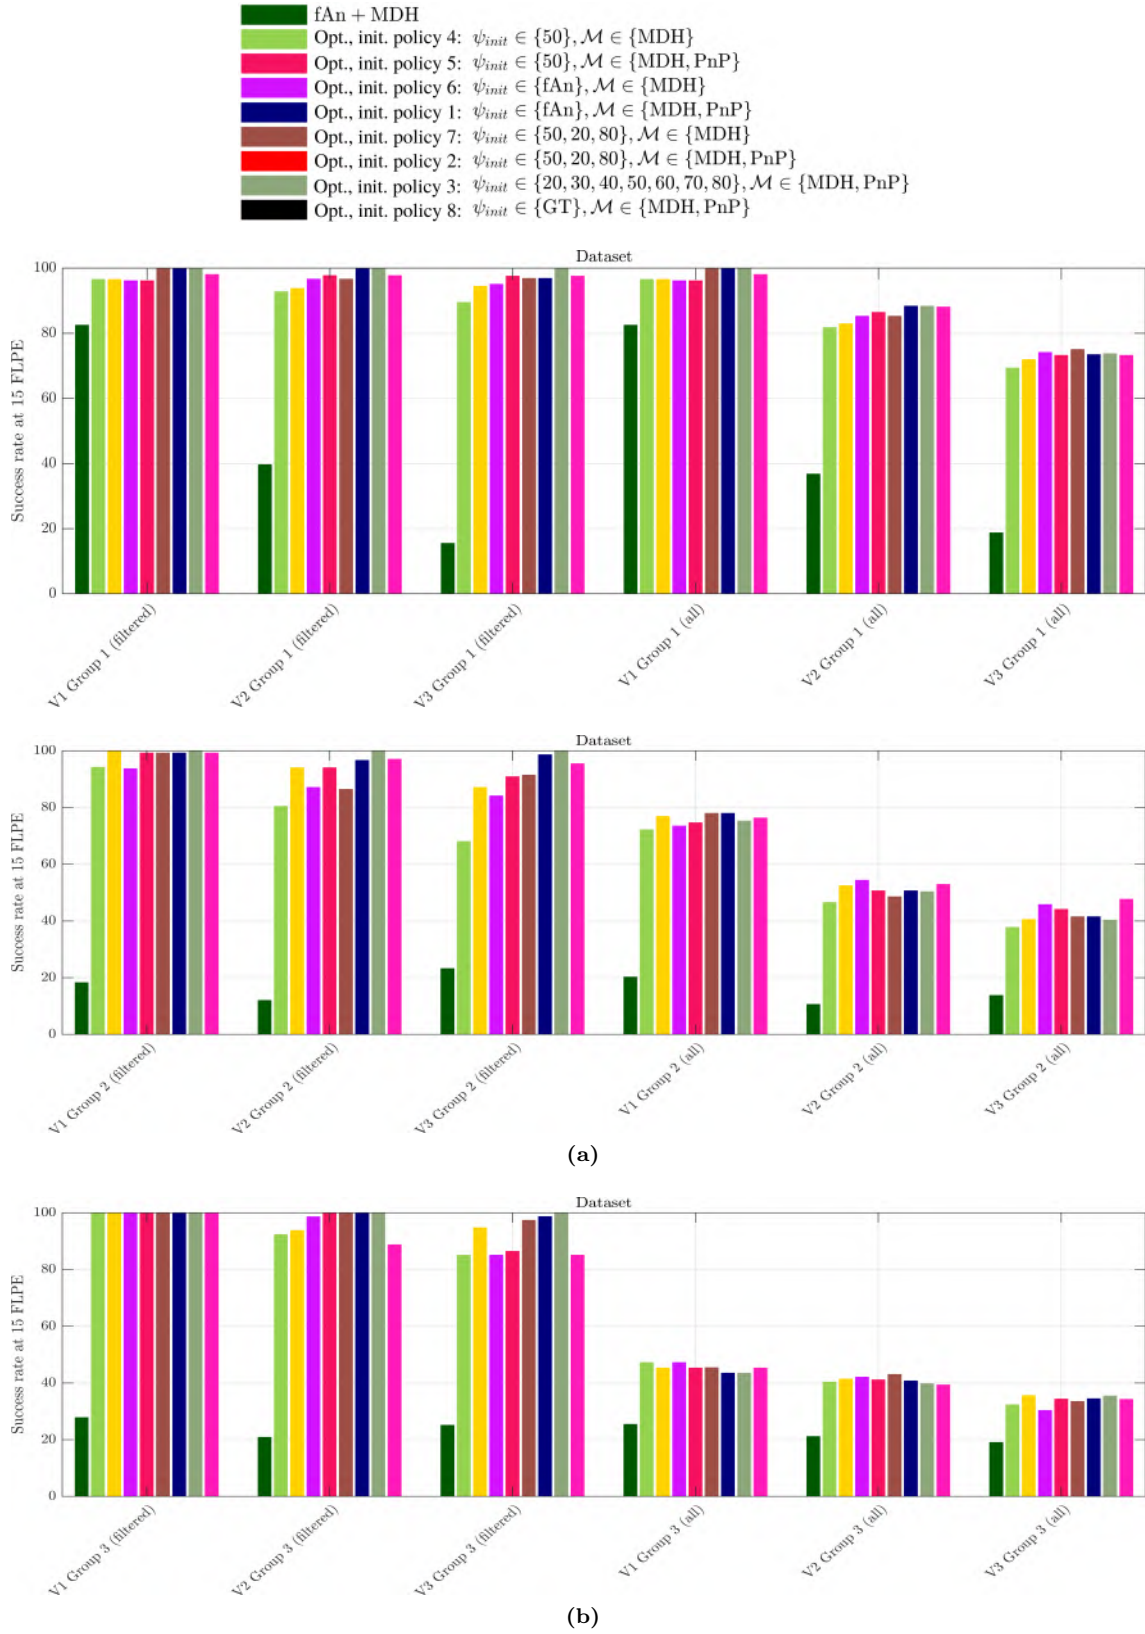 fAn + MDH
Opt., init. policy 4: ψ_init ∈ {50}, ℳ ∈ {MDH}
Opt., init. policy 5: ψ_init ∈ {50}, ℳ ∈ {MDH, PnP}
Opt., init. policy 6: ψ_init ∈ {fAn}, ℳ ∈ {MDH}
Opt., init. policy 1: ψ_init ∈ {fAn}, ℳ ∈ {MDH, PnP}
Opt., init. policy 7: ψ_init ∈ {50, 20, 80}, ℳ ∈ {MDH}
Opt., init. policy 2: ψ_init ∈ {50, 20, 80}, ℳ ∈ {MDH, PnP}
Opt., init. policy 3: ψ_init ∈ {20, 30, 40, 50, 60, 70, 80}, ℳ ∈ {MDH, PnP}
Opt., init. policy 8: ψ_init ∈ {GT}, ℳ ∈ {MDH, PnP}
Dataset
Success rate at 15 FLPE
100
80
60
40
20
0
V1 Group 1 (filtered)
V2 Group 1 (filtered)
V3 Group 1 (filtered)
V1 Group 1 (all)
V2 Group 1 (all)
V3 Group 1 (all)
Dataset
Success rate at 15 FLPE
100
80
60
40
20
0
V1 Group 2 (filtered)
V2 Group 2 (filtered)
V3 Group 2 (filtered)
V1 Group 2 (all)
V2 Group 2 (all)
V3 Group 2 (all)
(a)
Dataset
Success rate at 15 FLPE
100
80
60
40
20
0
V1 Group 3 (filtered)
V2 Group 3 (filtered)
V3 Group 3 (filtered)
V1 Group 3 (all)
V2 Group 3 (all)
V3 Group 3 (all)
(b)